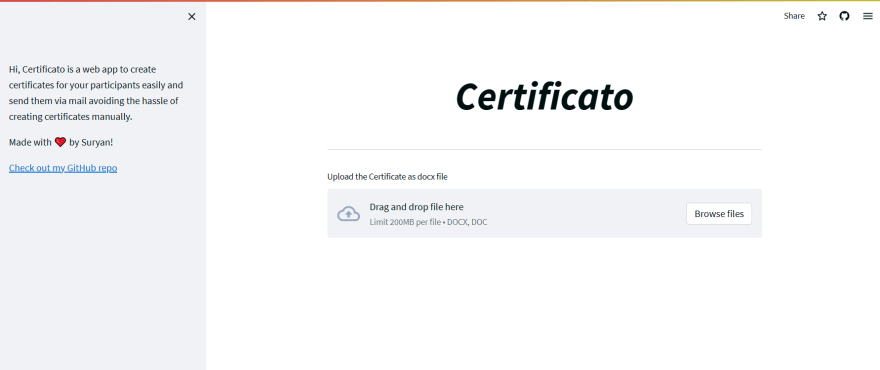 Share
Hi, Certificato is a web app to create
certificates for your participants easily and
send them via mail avoiding the hassle of
creating certificates manually.
Made with ❤️ by Suryan!
Check out my GitHub repo
Certificato
Upload the Certificate as docx file
Drag and drop file here
Limit 200MB per file • DOCX, DOC
Browse files